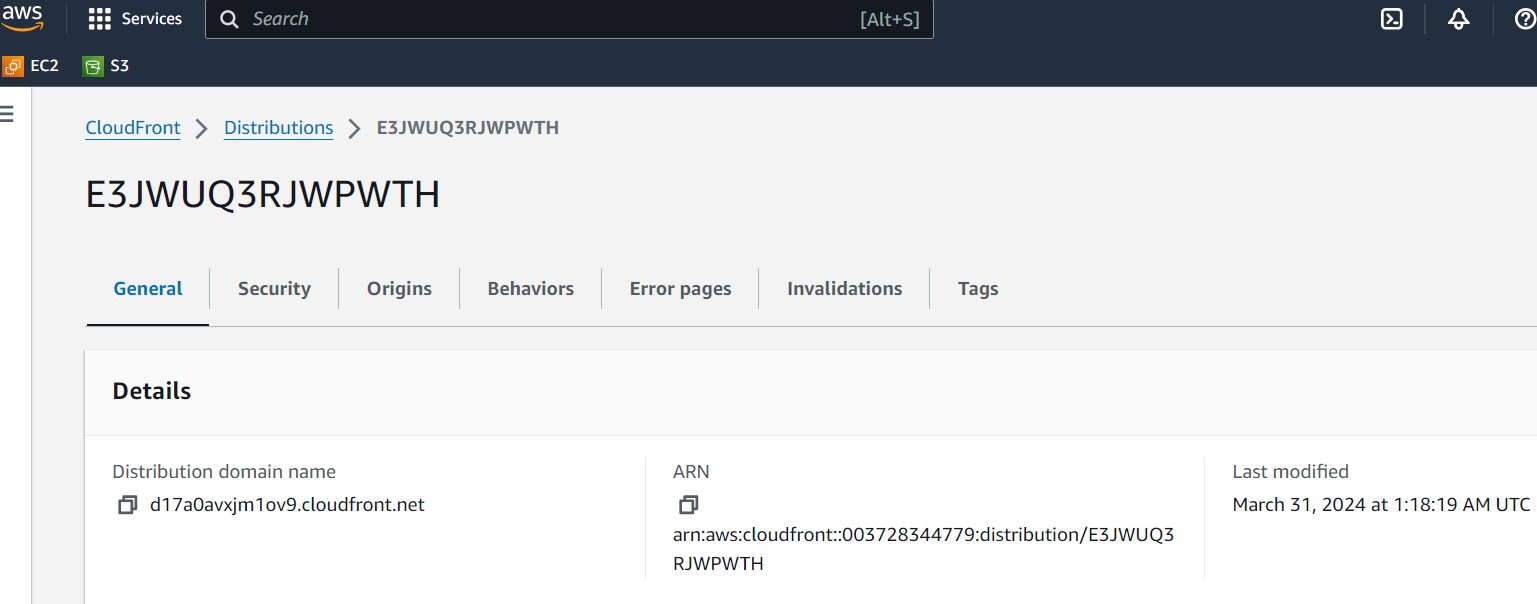 aws
Services
Search
[Alt+S]
EC2
S3
CloudFront
Distributions
E3JWUQ3RJWPWTH
E3JWUQ3RJWPWTH
General
Security
Origins
Behaviors
Error pages
Invalidations
Tags
Details
Distribution domain name
d17a0avxjm1ov9.cloudfront.net
ARN
arn:aws:cloudfront::003728344779:distribution/E3JWUQ3
RJWPWTH
Last modified
March 31, 2024 at 1:18:19 AM UTC